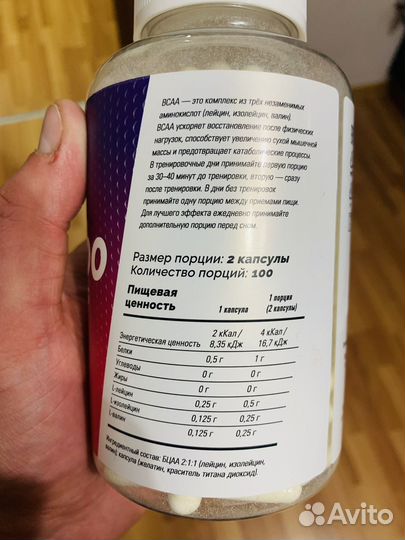 BCAA — это комплекс из трёх незаменимых
аминокислот (лейцин, изолейцин, валин).
BCAA ускоряет восстановление после физических
нагрузок, способствует увеличению сухой мышечной
массы и предотвращает катаболические процессы.
В тренировочные дни принимайте первую порцию
за 30–40 минут до тренировки, вторую — сразу
после тренировки. В дни без тренировок
принимайте одну порцию между приемами пищи.
Для лучшего эффекта ежедневно принимайте
дополнительную порцию перед сном.
Размер порции: 2 капсулы
Количество порций: 100
Пищевая ценность 1 капсула 1 порция (2 капсулы)
Энергетическая ценность 2 кКал / 8,35 кДж 4 кКал / 16,7 кДж
Белки 0,5 г 1 г
Углеводы 0 г 0 г
Жиры 0 г 0 г
L-лейцин 0,25 г 0,5 г
L-изолейцин 0,125 г 0,25 г
L-валин 0,125 г 0,25 г
Ингредиентный состав: БЦАА 2:1:1 (лейцин, изолейцин,
валин), капсула (желатин, краситель титана диоксид).
Avito